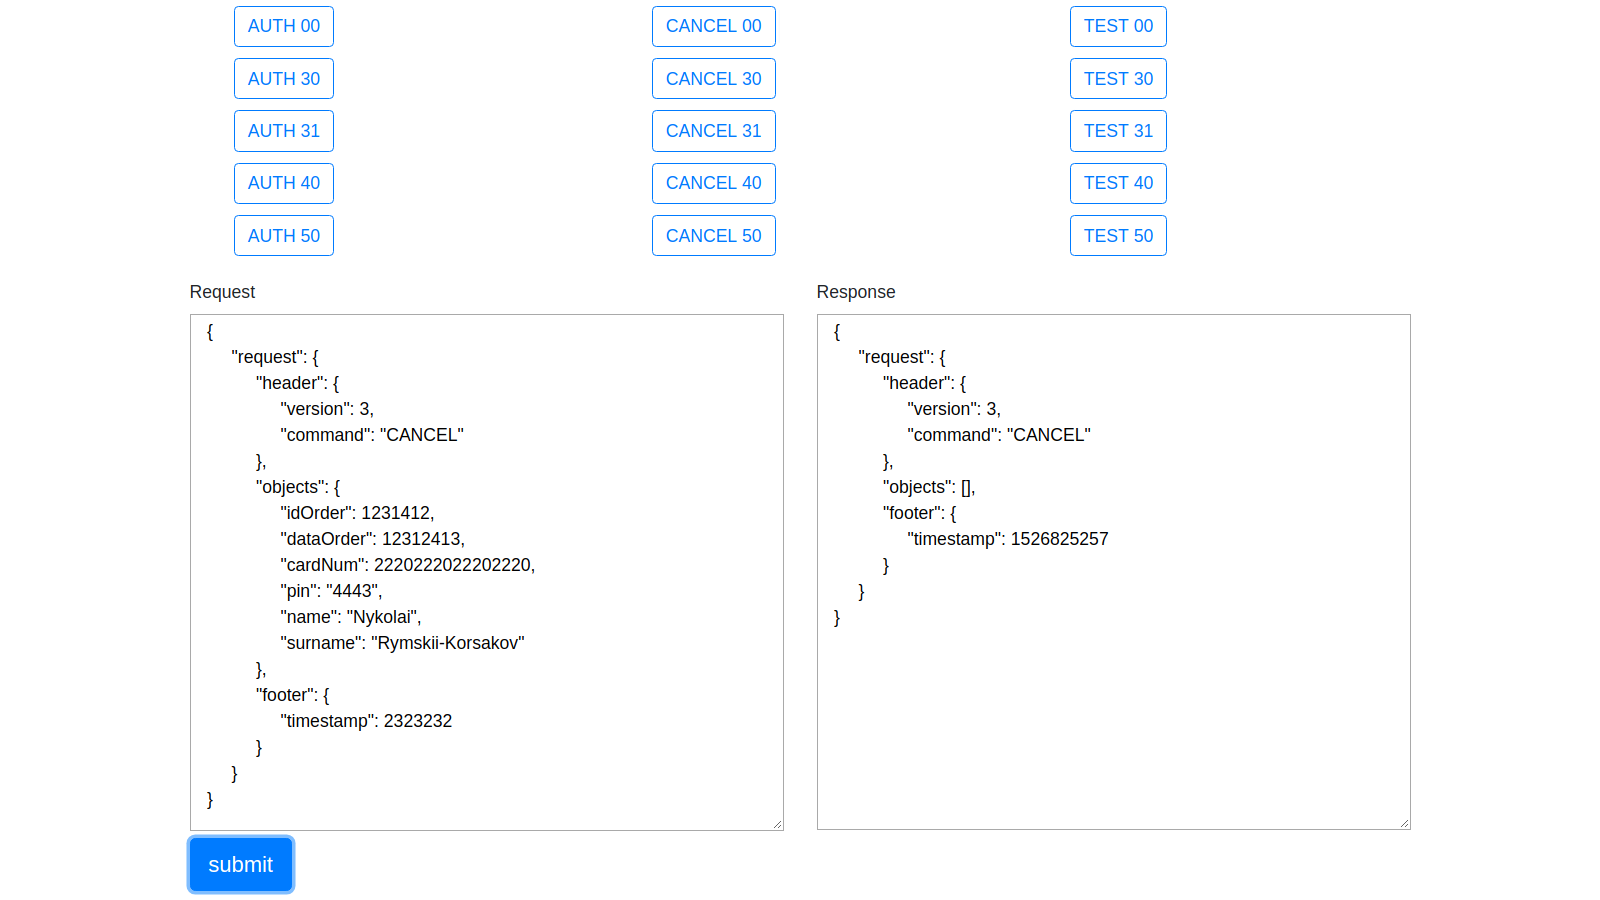 AUTH 00 CANCEL 00 TEST 00
AUTH 30 CANCEL 30 TEST 30
AUTH 31 CANCEL 31 TEST 31
AUTH 40 CANCEL 40 TEST 40
AUTH 50 CANCEL 50 TEST 50
Request
{
"request": {
"header": {
"version": 3,
"command": "CANCEL"
},
"objects": {
"idOrder": 1231412,
"dataOrder": 12312413,
"cardNum": 2220222022202220,
"pin": "4443",
"name": "Nykolai",
"surname": "Rymskii-Korsakov"
},
"footer": {
"timestamp": 2323232
}
}
}
submit
Response
{
"request": {
"header": {
"version": 3,
"command": "CANCEL"
},
"objects": [],
"footer": {
"timestamp": 1526825257
}
}
}